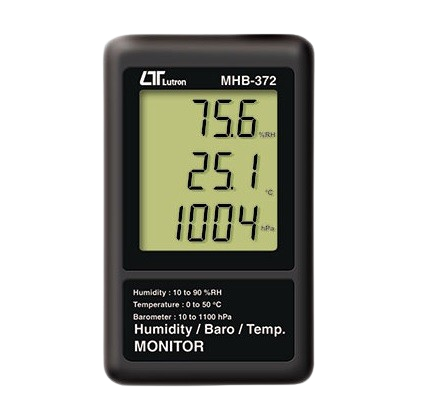 LT Lutron MHB-372
75.6 %RH
25.1 °C
1004 hPa
Humidity : 10 to 90 %RH
Temperature : 0 to 50 °C
Barometer : 10 to 1100 hPa
Humidity / Baro / Temp.
MONITOR